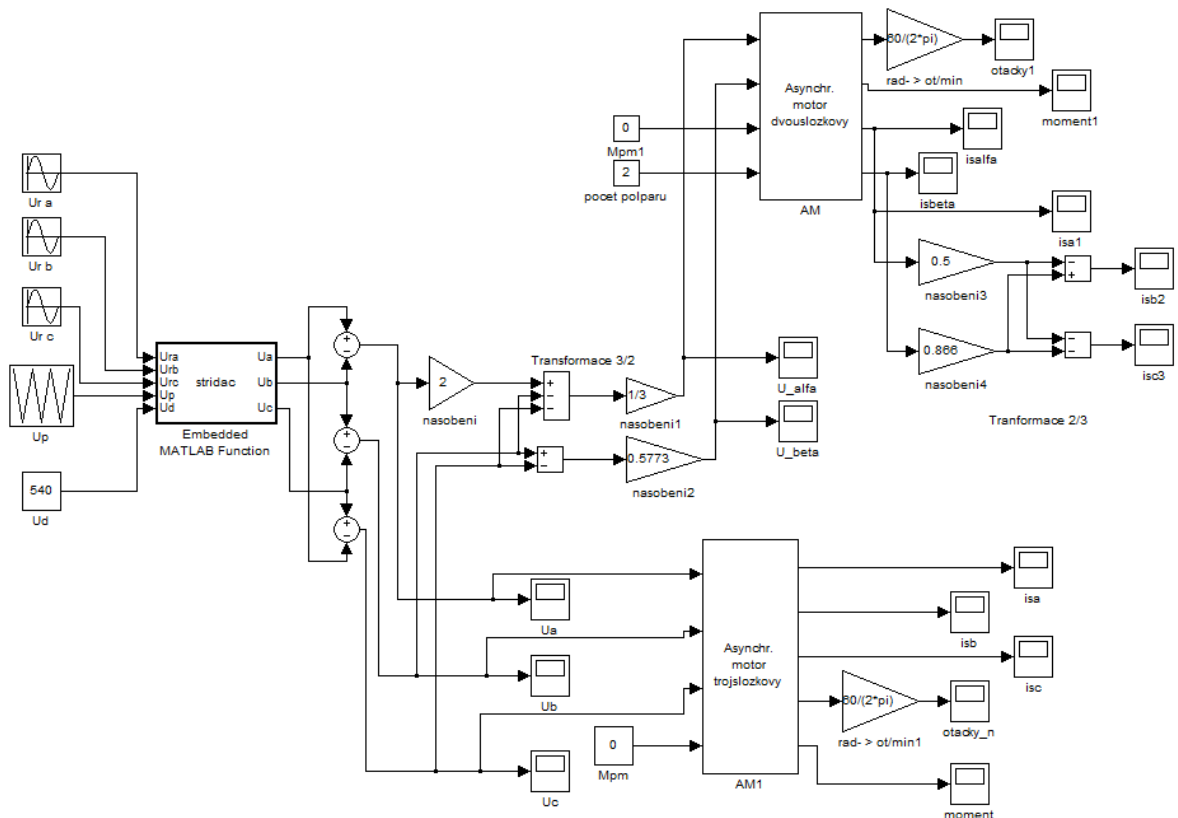 60/(2*pi)
otacky1
rad- > ot/min
Asynchr.
motor
dvouslozkovy
moment1
0
Mpm1
isalfa
2
pocet polparu
isbeta
AM
isa1
Ur a
Ur b
Ur c
0.5
nasobeni3
isb2
0.866
nasobeni4
isc3
Tranformace 2/3
Ura
Urb
Urc
Up
Ud
stridac
Ua
Ub
Uc
Embedded
MATLAB Function
Up
540
Ud
+
−
+
−
+
−
2
nasobeni
Transformace 3/2
+
−
−
1/3
nasobeni1
+
−
0.5773
nasobeni2
U_alfa
U_beta
−
+
−
−
Ua
Ub
Uc
0
Mpm
Asynchr.
motor
trojslozkovy
AM1
isa
isb
isc
60/(2*pi)
rad- > ot/min1
otacky_n
moment